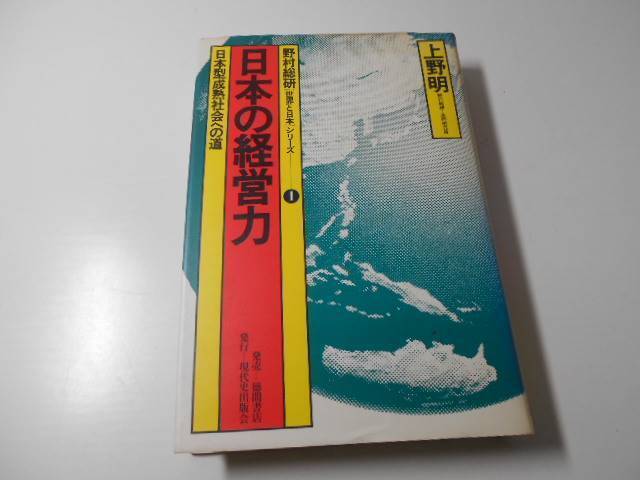 上野明
野村総研〈世界と日本〉シリーズ——1
日本の経営力
日本型成熟社会への道
発売—徳間書店
発行—現代史出版会